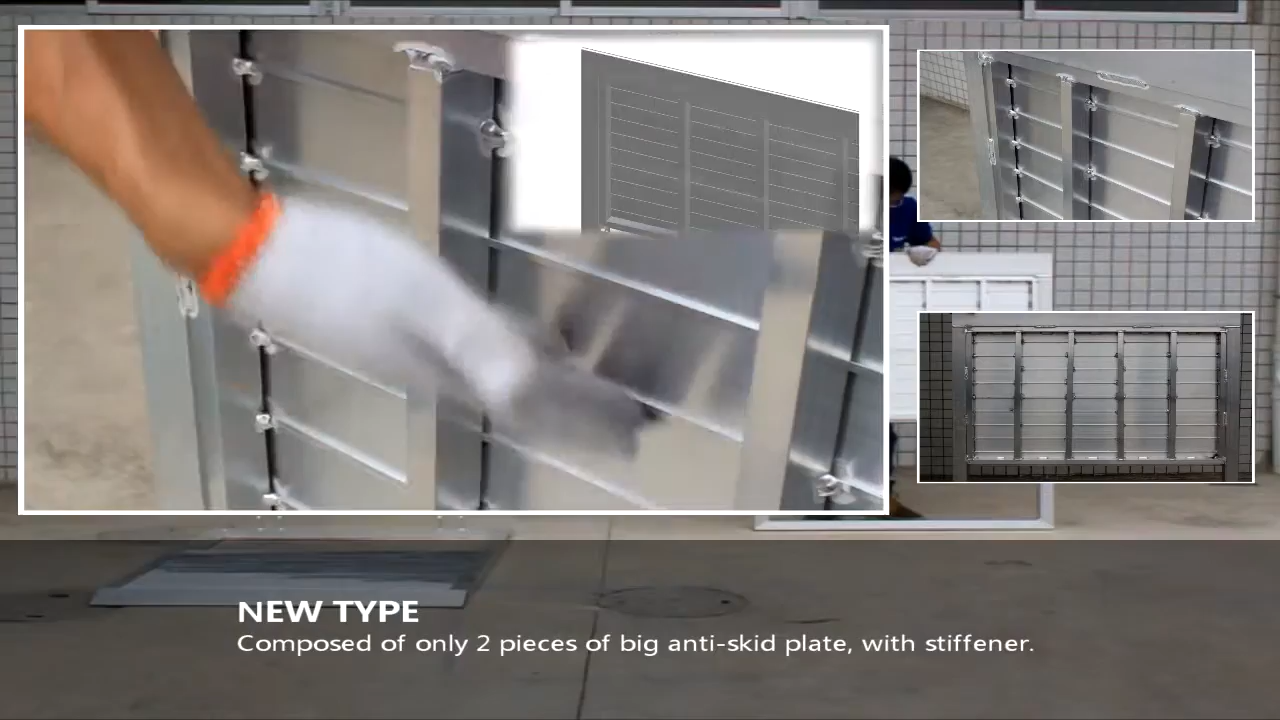 NEW TYPE
Composed of only 2 pieces of big anti-skid plate, with stiffener.